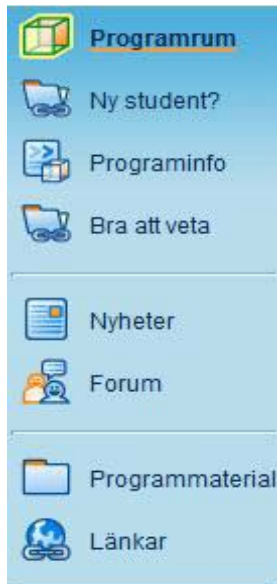 Programrum
Ny student?
Programinfo
Bra att veta
Nyheter
Forum
Programmaterial
Länkar